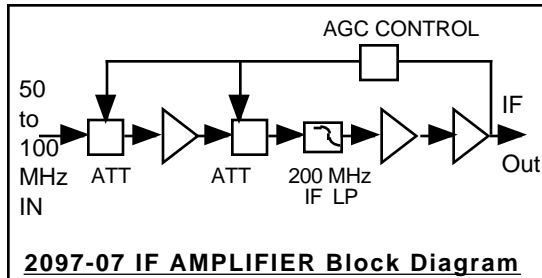 AGC CONTROL
50
to
100
MHz
IN
ATT
ATT
200 MHz
IF LP
IF
Out
2097-07 IF AMPLIFIER Block Diagram